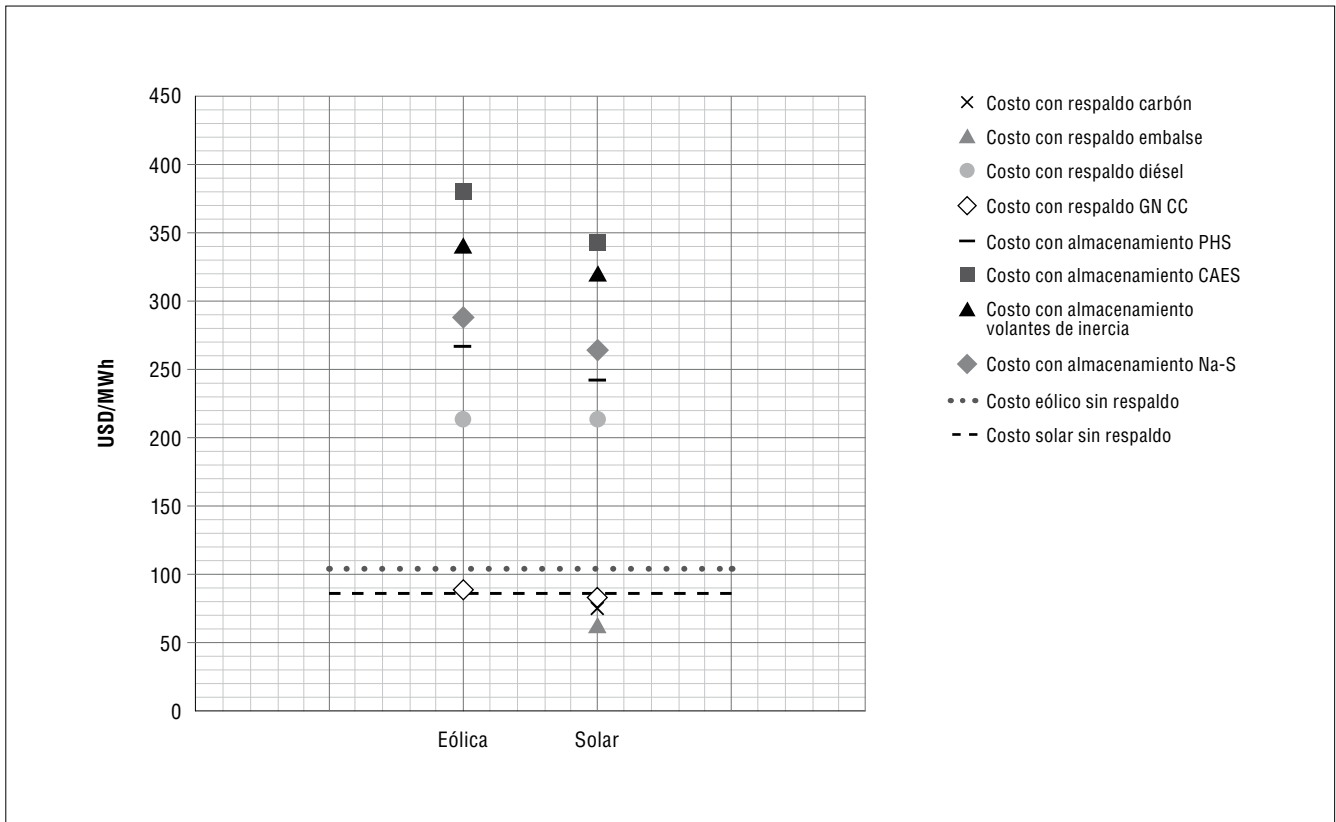 USD/MWh
450
400
350
300
250
200
150
100
50
0
Eólica
Solar
Costo con respaldo carbón
Costo con respaldo embalse
Costo con respaldo diésel
Costo con respaldo GN CC
Costo con almacenamiento PHS
Costo con almacenamiento CAES
Costo con almacenamiento
volantes de inercia
Costo con almacenamiento Na-S
Costo eólico sin respaldo
Costo solar sin respaldo